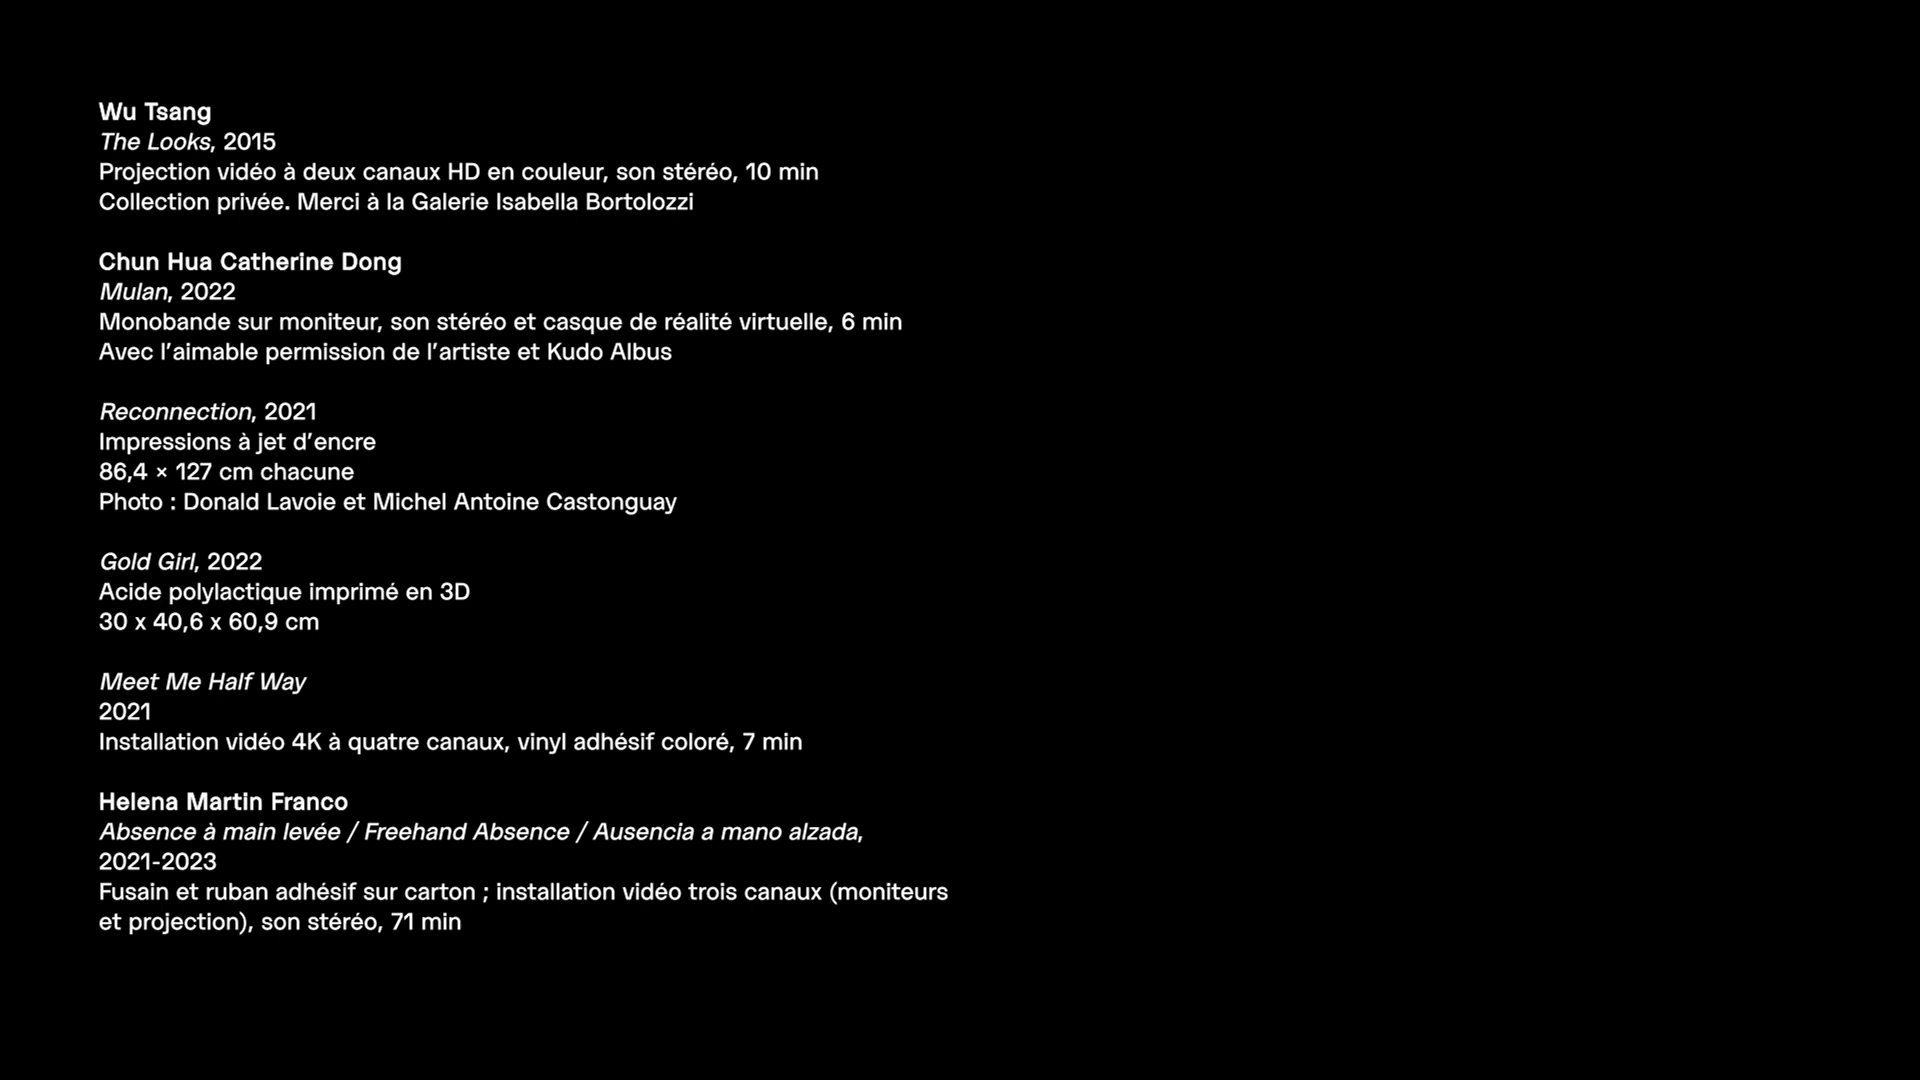 Wu Tsang
The Looks, 2015
Projection vidéo à deux canaux HD en couleur, son stéréo, 10 min
Collection privée. Merci à la Galerie Isabella Bortolozzi
Chun Hua Catherine Dong
Mulan, 2022
Monobande sur moniteur, son stéréo et casque de réalité virtuelle, 6 min
Avec l’aimable permission de l’artiste et Kudo Albus
Reconnection, 2021
Impressions à jet d’encre
86,4 × 127 cm chacune
Photo : Donald Lavoie et Michel Antoine Castonguay
Gold Girl, 2022
Acide polylactique imprimé en 3D
30 x 40,6 x 60,9 cm
Meet Me Half Way
2021
Installation vidéo 4K à quatre canaux, vinyl adhésif coloré, 7 min
Helena Martin Franco
Absence à main levée / Freehand Absence / Ausencia a mano alzada,
2021-2023
Fusain et ruban adhésif sur carton ; installation vidéo trois canaux (moniteurs
et projection), son stéréo, 71 min